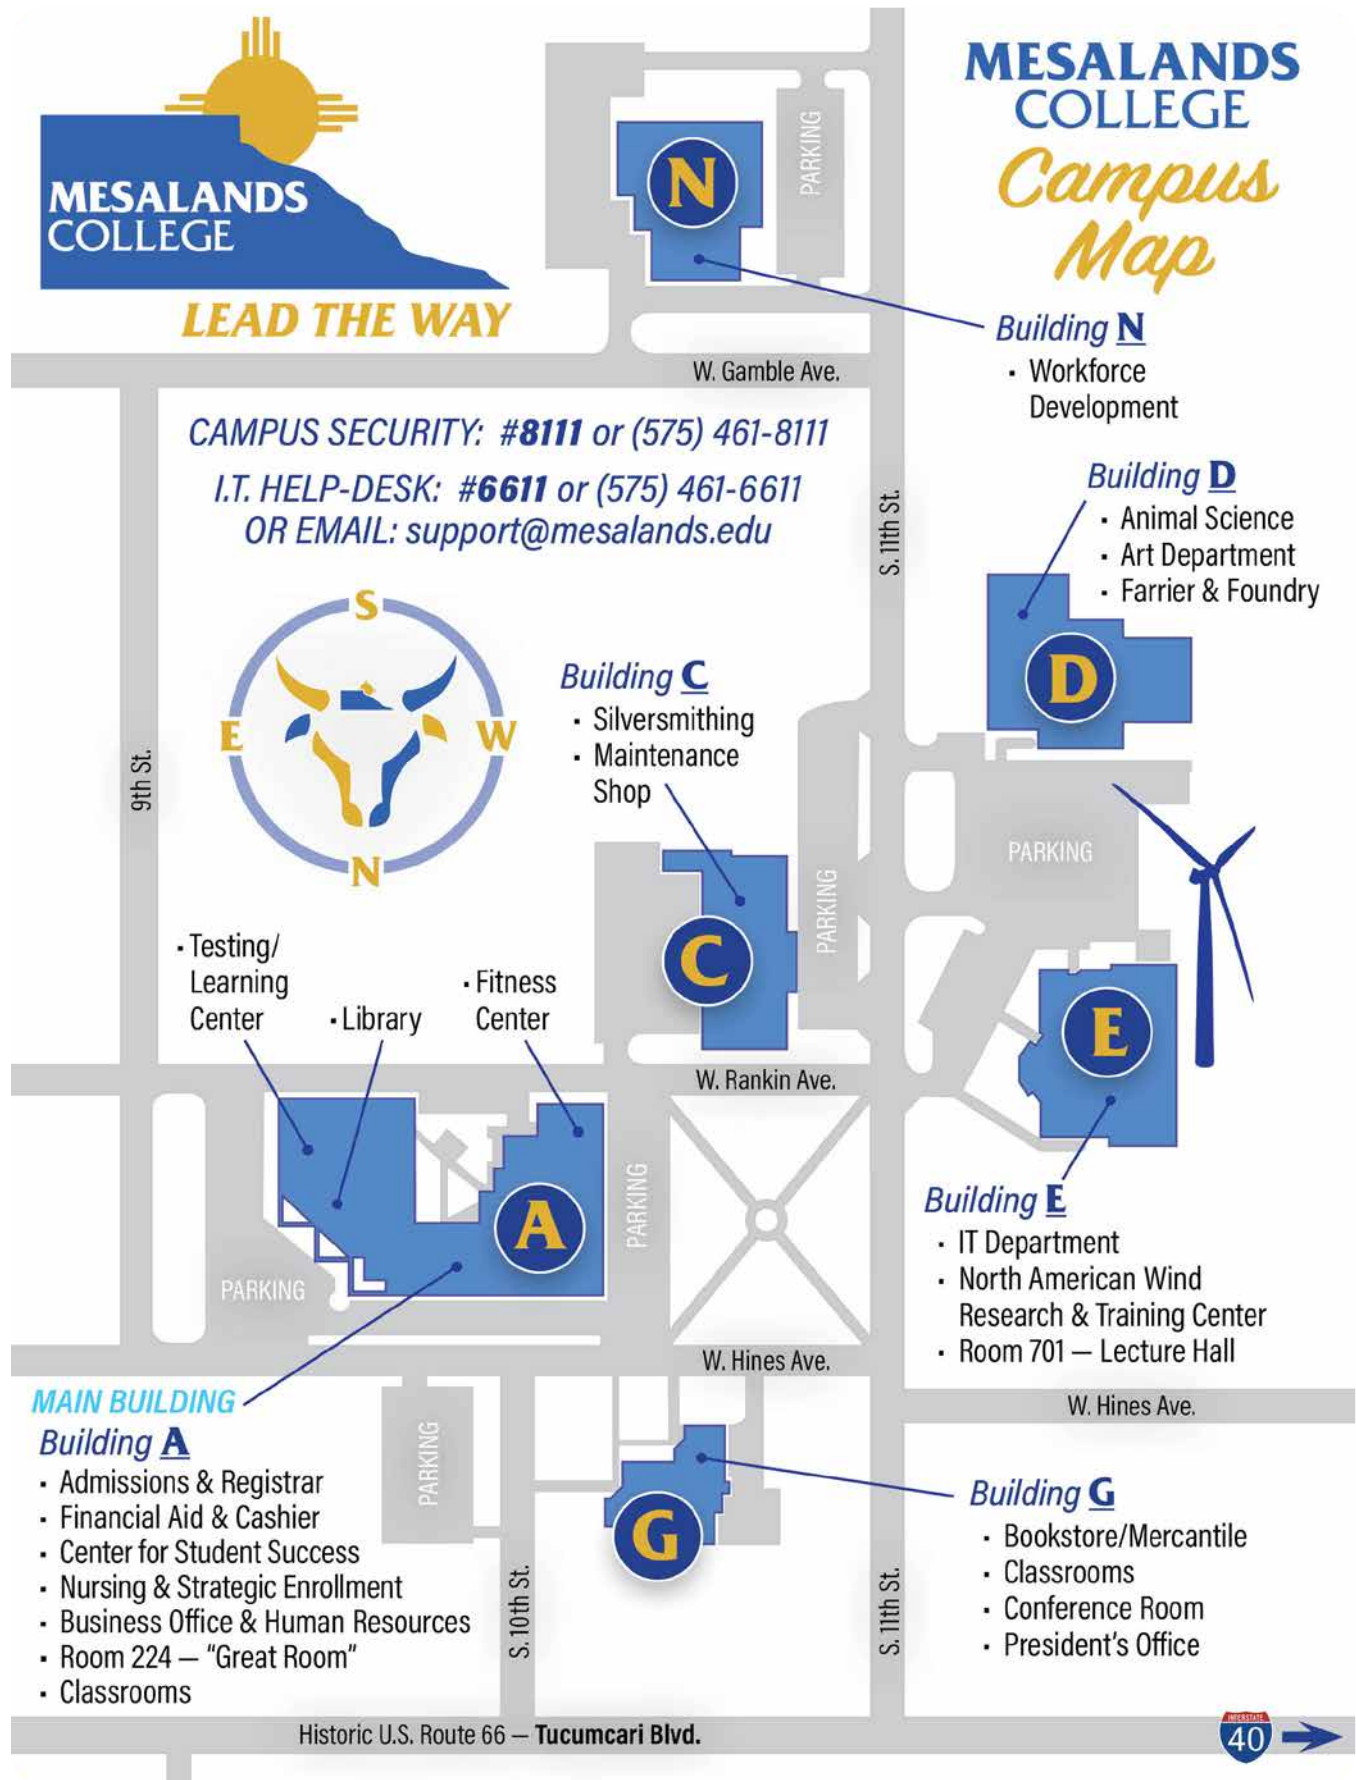 MESALANDS
COLLEGE
LEAD THE WAY
MESALANDS
COLLEGE
Campus
Map
N
PARKING
Building N
· Workforce
Development
W. Gamble Ave.
CAMPUS SECURITY: #8111 or (575) 461-8111
I.T. HELP-DESK: #6611 or (575) 461-6611
OR EMAIL: support@mesalands.edu
S. 11th St.
Building D
· Animal Science
· Art Department
· Farrier & Foundry
D
S
E
W
N
9th St.
Building C
· Silversmithing
· Maintenance
Shop
C
PARKING
PARKING
· Testing/
Learning
Center
· Library
· Fitness
Center
E
W. Rankin Ave.
A
PARKING
PARKING
Building E
· IT Department
· North American Wind
Research & Training Center
· Room 701 — Lecture Hall
W. Hines Ave.
W. Hines Ave.
MAIN BUILDING
Building A
· Admissions & Registrar
· Financial Aid & Cashier
· Center for Student Success
· Nursing & Strategic Enrollment
· Business Office & Human Resources
· Room 224 — "Great Room"
· Classrooms
PARKING
S. 10th St.
G
S. 11th St.
Building G
· Bookstore/Mercantile
· Classrooms
· Conference Room
· President's Office
Historic U.S. Route 66 — Tucumcari Blvd.
INTERSTATE
40